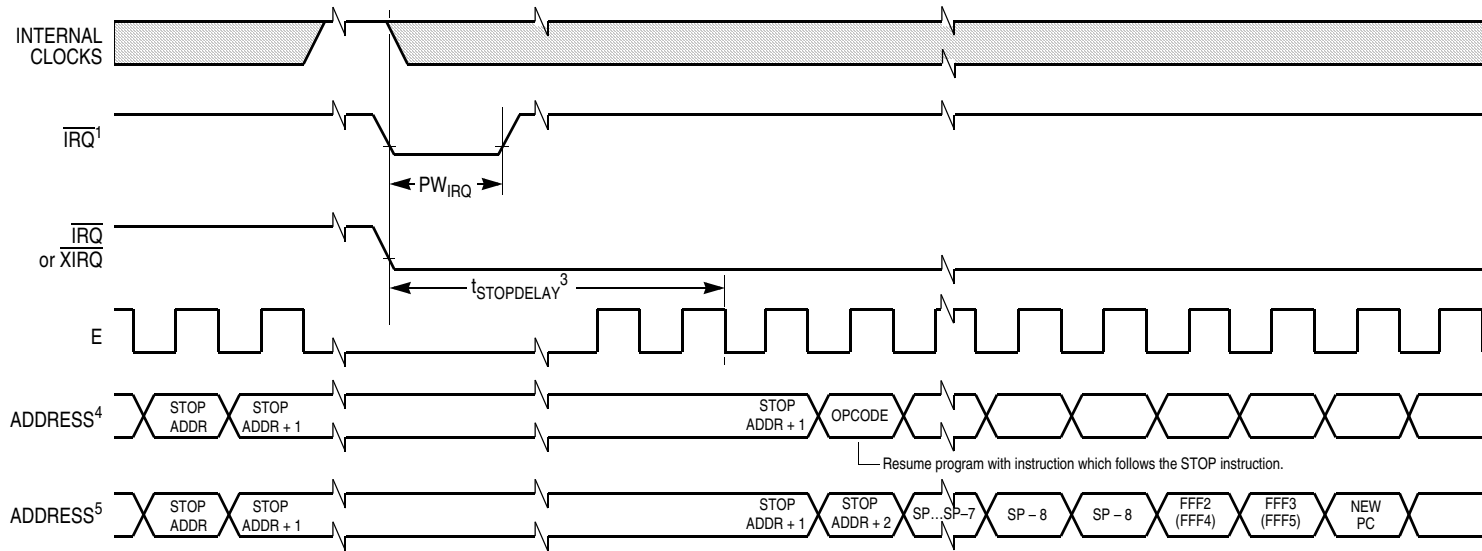 INTERNAL
CLOCKS
IRQ1
PWIRQ
IRQ
or XIRQ
tSTOPDELAY3
E
ADDRESS4
STOP
ADDR
STOP
ADDR + 1
STOP
ADDR + 1
OPCODE
Resume program with instruction which follows the STOP instruction.
ADDRESS5
STOP
ADDR
STOP
ADDR + 1
STOP
ADDR + 1
STOP
ADDR + 2
SP…SP–7
SP – 8
SP – 8
FFF2
(FFF4)
FFF3
(FFF5)
NEW
PC